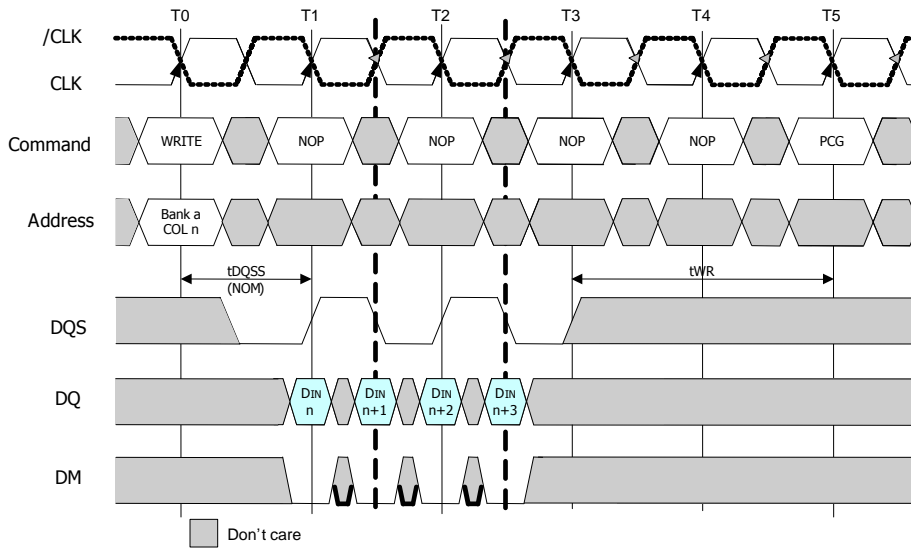 T0 T1 T2 T3 T4 T5
/CLK
CLK
Command WRITE NOP NOP NOP NOP PCG
Address Bank a
COL n
tDQSS
(NOM)
tWR
DQS
DQ DIN
n DIN
n+1 DIN
n+2 DIN
n+3
DM
Don't care